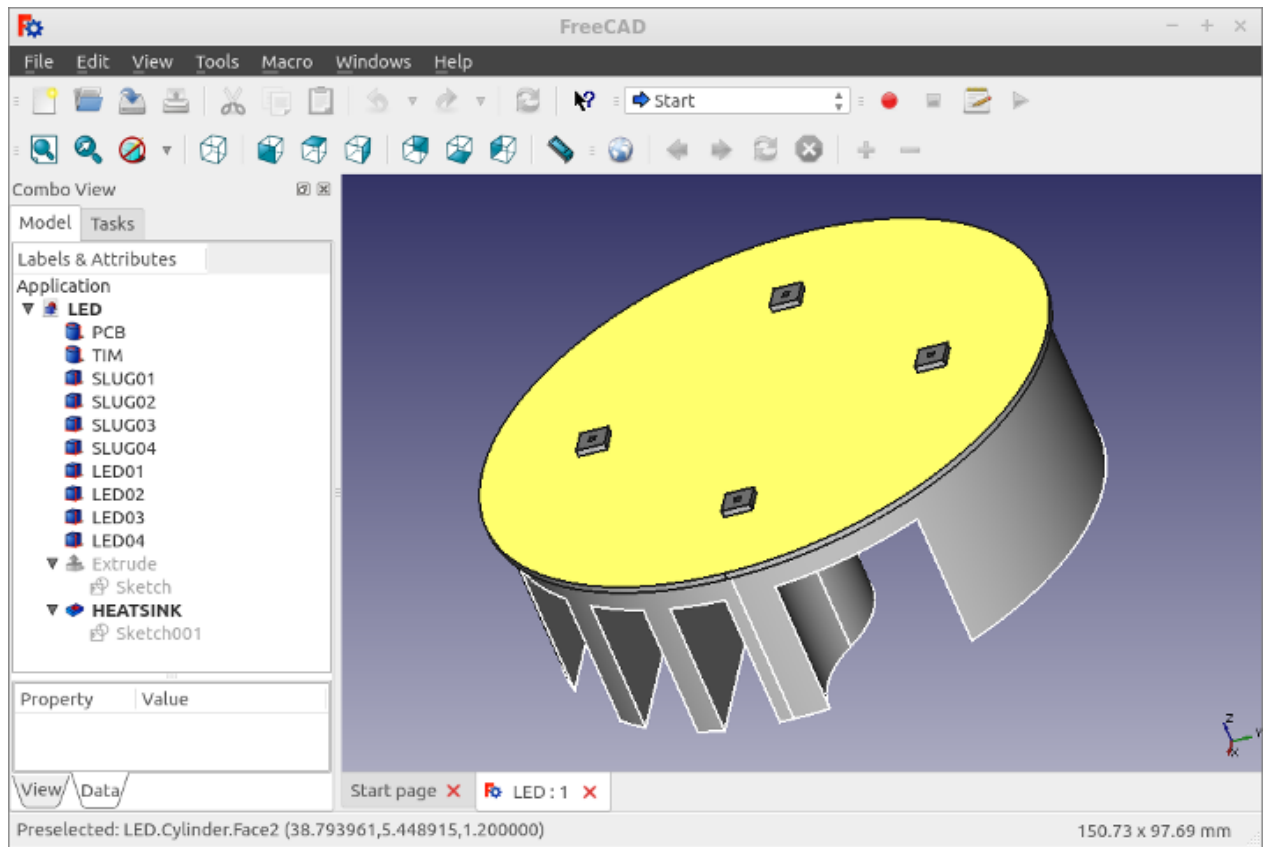 FreeCAD
File Edit View Tools Macro Windows Help
Start
Combo View
Model Tasks
Labels & Attributes
Application
LED
PCB
TIM
SLUG01
SLUG02
SLUG03
SLUG04
LED01
LED02
LED03
LED04
Extrude
Sketch
HEATSINK
Sketch001
Property Value
View Data
Z
Y
X
Start page LED : 1
Preselected: LED.Cylinder.Face2 (38.793961,5.448915,1.200000) 150.73 x 97.69 mm